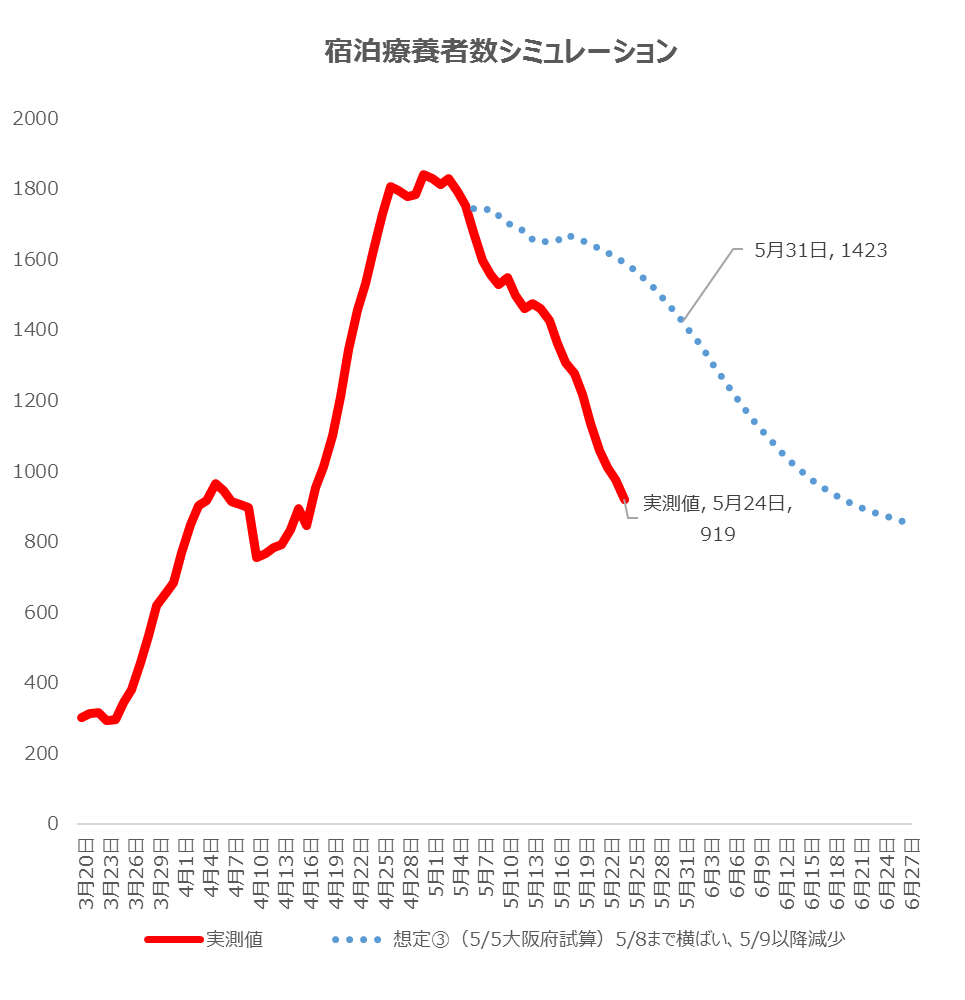 宿泊療養者数シミュレーション
2000
1800
1600
1400
1200
1000
800
600
400
200
0
5月31日, 1423
実測値, 5月24日,
919
3月20日
3月23日
3月26日
3月29日
4月1日
4月4日
4月7日
4月10日
4月13日
4月16日
4月19日
4月22日
4月25日
4月28日
5月1日
5月4日
5月7日
5月10日
5月13日
5月16日
5月19日
5月22日
5月25日
5月28日
5月31日
6月3日
6月6日
6月9日
6月12日
6月15日
6月18日
6月21日
6月24日
6月27日
実測値
想定③（5/5大阪府試算）5/8まで横ばい、5/9以降減少